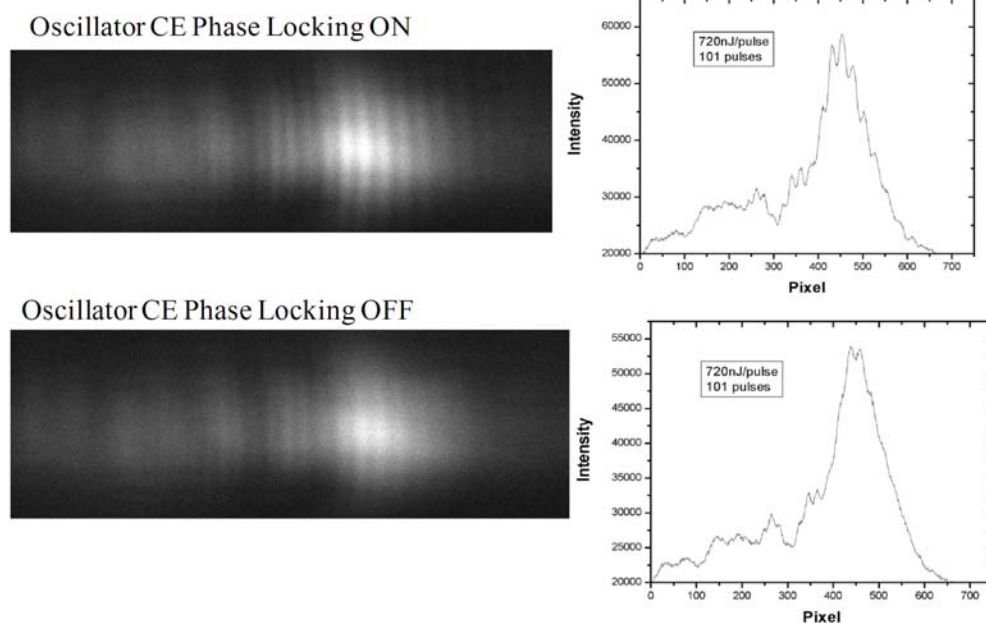 Oscillator CE Phase Locking ON
720nJ/pulse
101 pulses
Intensity
60000
50000
40000
30000
20000
0 100 200 300 400 500 600 700
Pixel
Oscillator CE Phase Locking OFF
720nJ/pulse
101 pulses
Intensity
55000
50000
45000
40000
35000
30000
25000
20000
0 100 200 300 400 500 600 700
Pixel